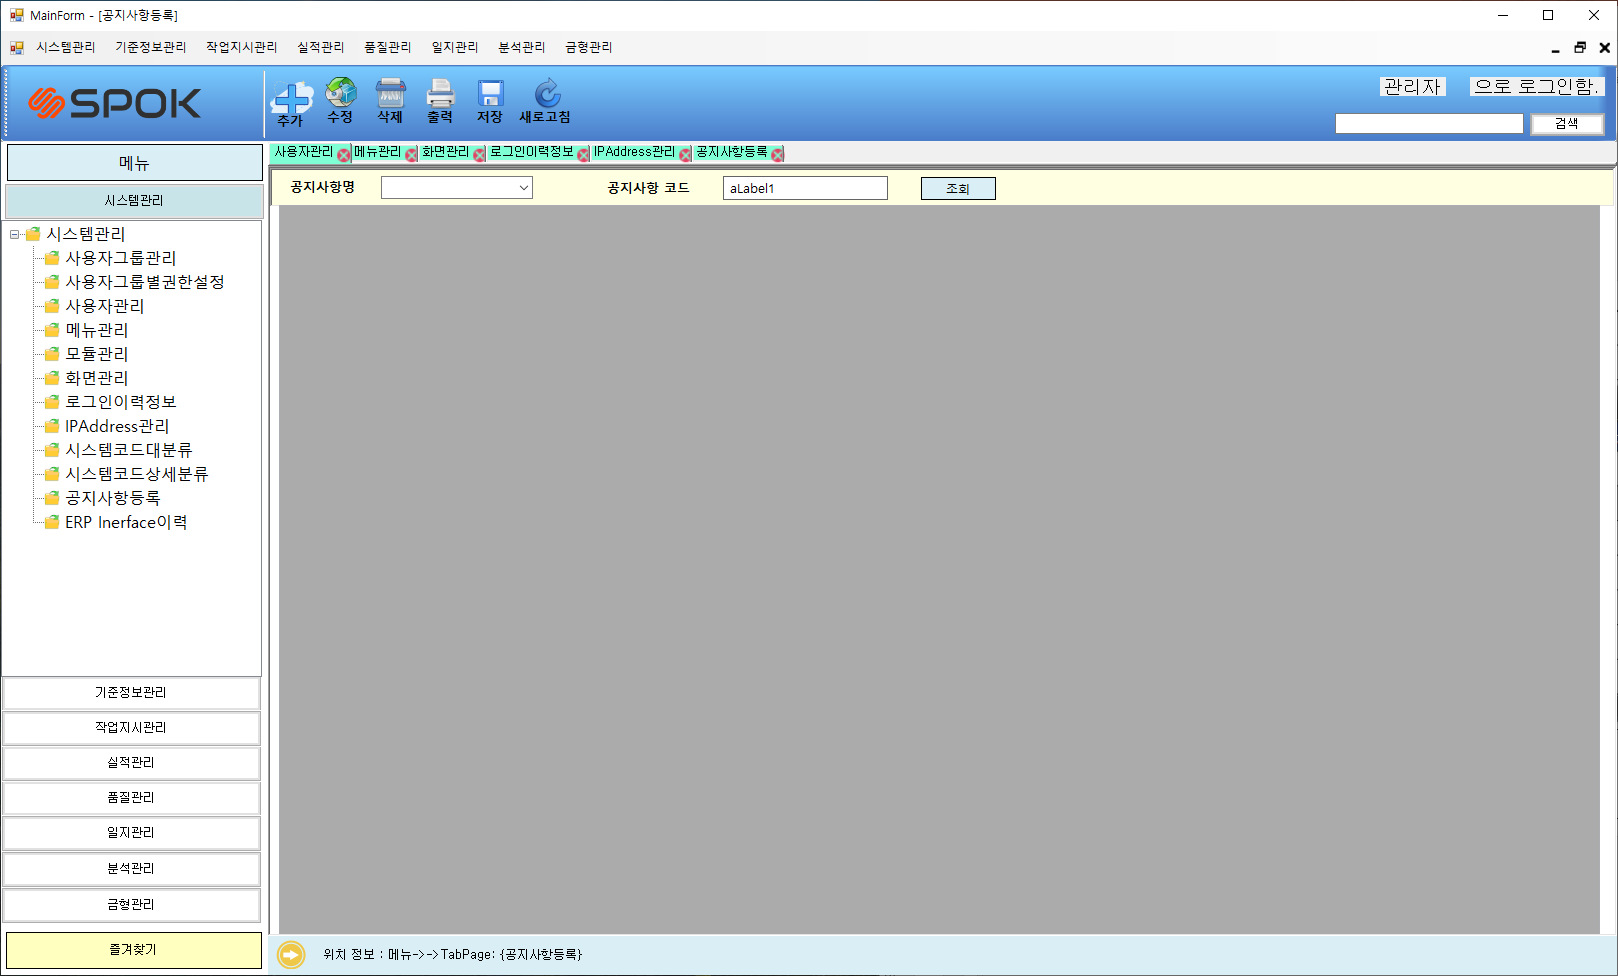 MainForm - [공지사항등록]
시스템관리 기준정보관리 작업지시관리 실적관리 품질관리 일지관리 분석관리 금형관리
SPOK
추가 수정 삭제 출력 저장 새로고침
관리자 으로 로그인함.
검색
메뉴
시스템관리
시스템관리
사용자그룹관리
사용자그룹별권한설정
사용자관리
메뉴관리
모듈관리
화면관리
로그인이력정보
IPAddress관리
시스템코드대분류
시스템코드상세분류
공지사항등록
ERP Inerface이력
기준정보관리
작업지시관리
실적관리
품질관리
일지관리
분석관리
금형관리
즐겨찾기
사용자관리 메뉴관리 화면관리 로그인이력정보 IPAddress관리 공지사항등록
공지사항명 공지사항 코드 aLabel1 조회
위치 정보 : 메뉴->->TabPage: {공지사항등록}